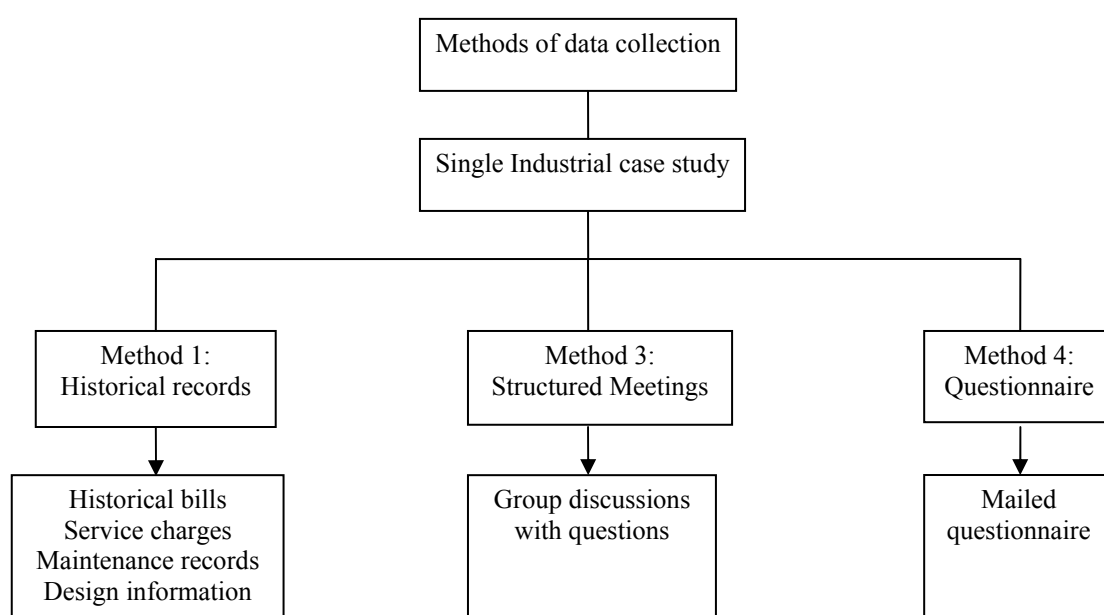 Methods of data collection
Single Industrial case study
Method 1:
Historical records
Method 3:
Structured Meetings
Method 4:
Questionnaire
Historical bills
Service charges
Maintenance records
Design information
Group discussions
with questions
Mailed
questionnaire